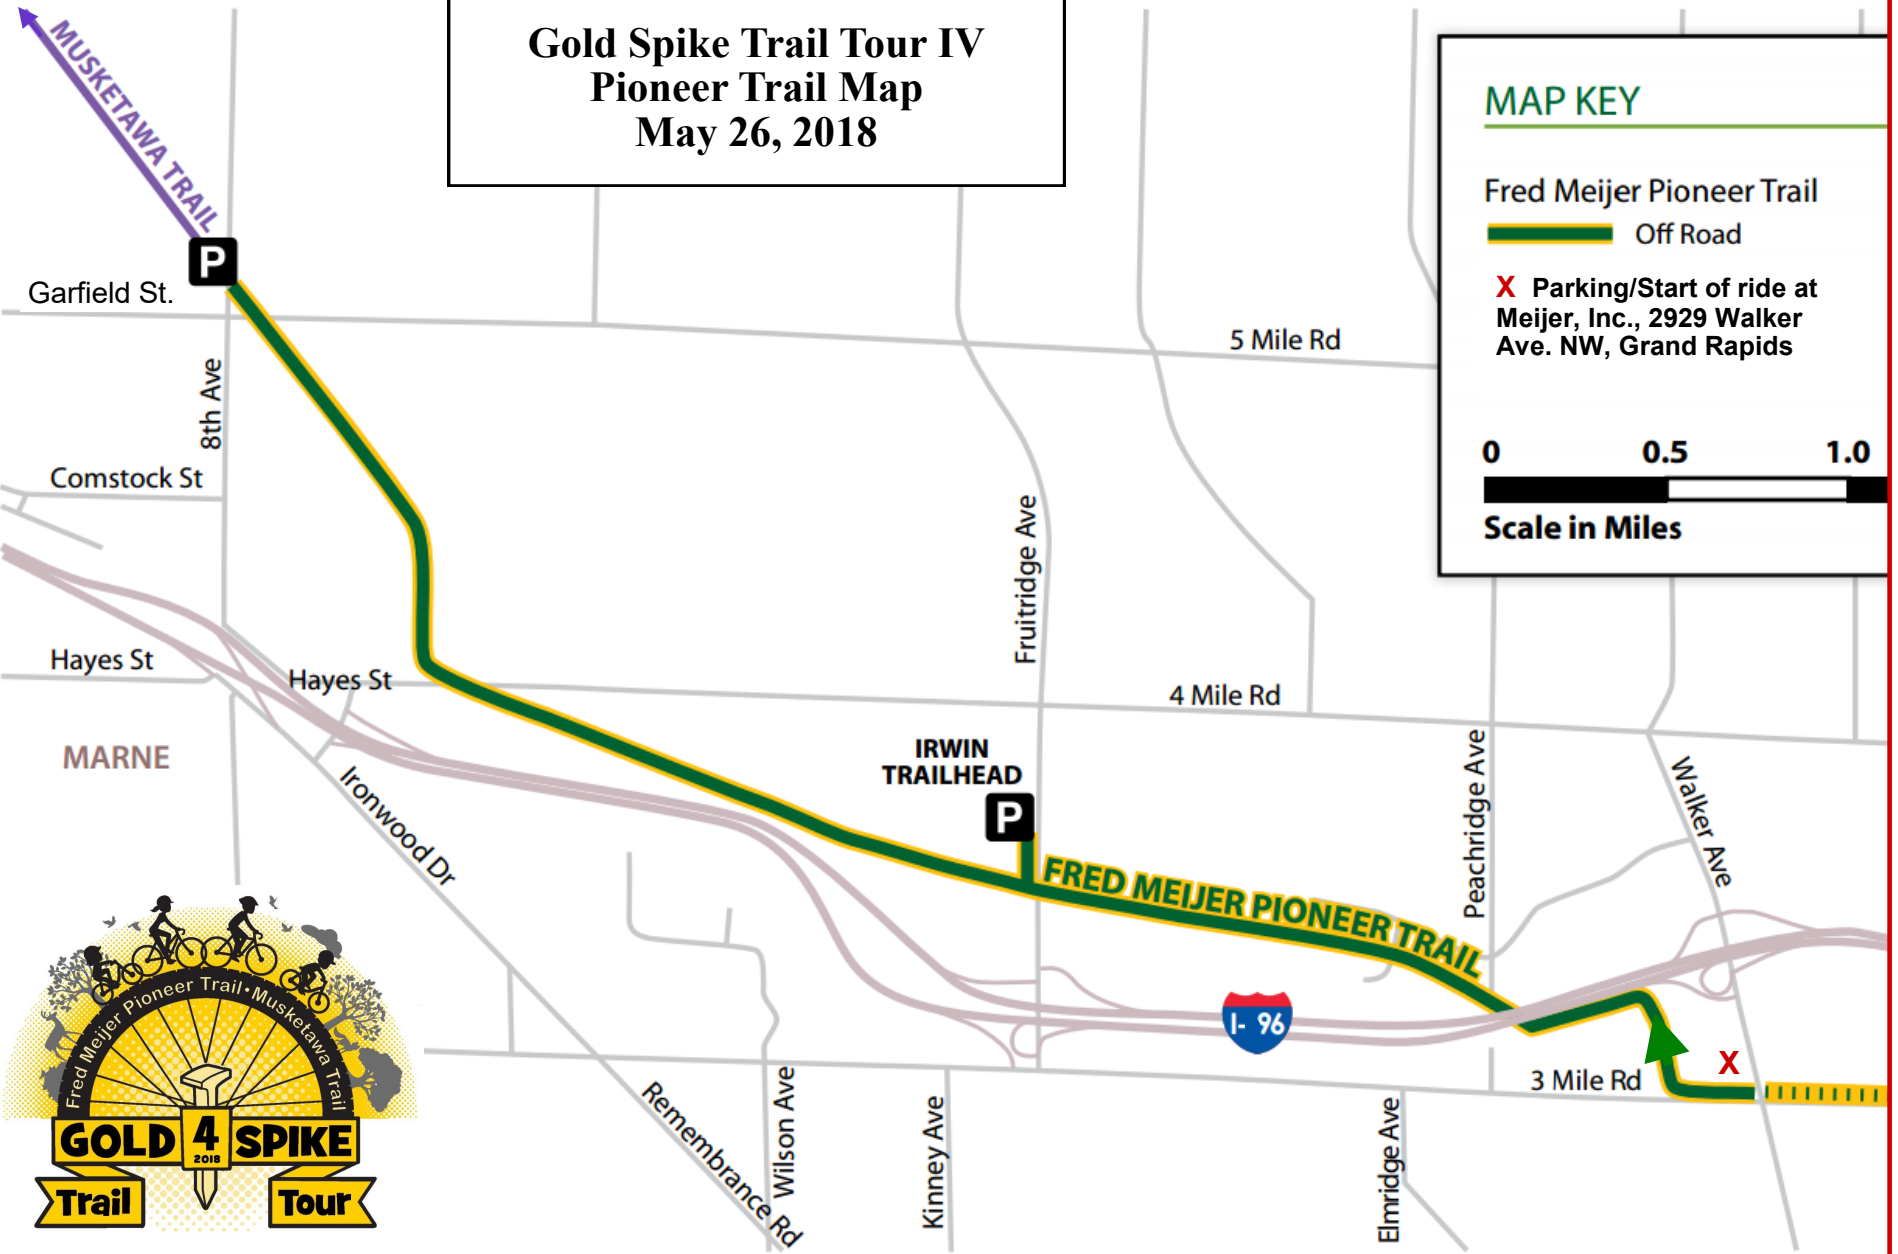 Gold Spike Trail Tour IV
Pioneer Trail Map
May 26, 2018
MUSKETAWA TRAIL
P
Garfield St.
8th Ave
Comstock St
Hayes St
Hayes St
MARNE
Ironwood Dr
5 Mile Rd
Fruitridge Ave
4 Mile Rd
IRWIN
TRAILHEAD
P
FRED MEIJER PIONEER TRAIL
Peachridge Ave
Walker Ave
I- 96
3 Mile Rd
X
Remembrance Rd
Wilson Ave
Kinney Ave
Elmridge Ave
MAP KEY
Fred Meijer Pioneer Trail
Off Road
X Parking/Start of ride at
Meijer, Inc., 2929 Walker
Ave. NW, Grand Rapids
0 0.5 1.0
Scale in Miles
Fred Meijer Pioneer Trail•Musketawa Trail
GOLD 4 SPIKE
2018
Trail Tour